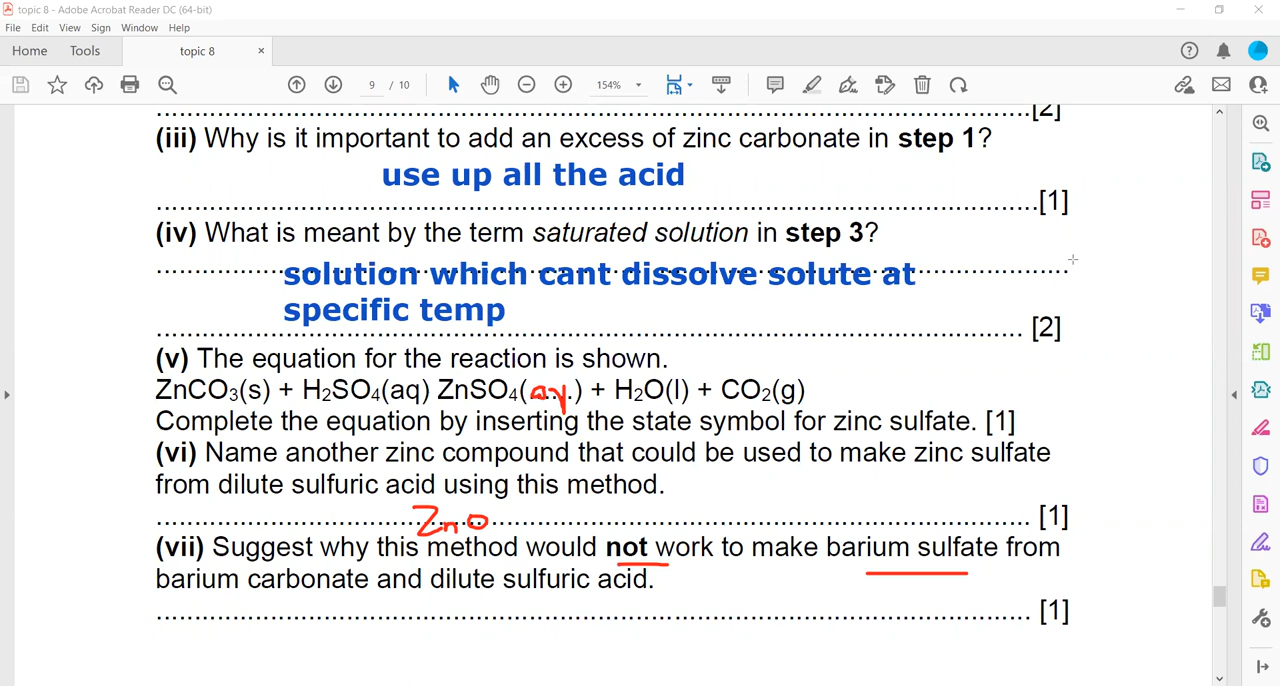 topic 8 - Adobe Acrobat Reader DC (64-bit)
File Edit View Sign Window Help
Home Tools topic 8 ×
9 / 10 154%
.......................................................................................................................[2]
(iii) Why is it important to add an excess of zinc carbonate in step 1?
use up all the acid
.......................................................................................................................[1]
(iv) What is meant by the term saturated solution in step 3?
.......................................................................................................................
solution which cant dissolve solute at
specific temp
....................................................................................................................... [2]
(v) The equation for the reaction is shown.
ZnCO3(s) + H2SO4(aq) ZnSO4(aq) + H2O(l) + CO2(g)
Complete the equation by inserting the state symbol for zinc sulfate. [1]
(vi) Name another zinc compound that could be used to make zinc sulfate
from dilute sulfuric acid using this method.
ZnO
....................................................................................................................... [1]
(vii) Suggest why this method would not work to make barium sulfate from
barium carbonate and dilute sulfuric acid.
....................................................................................................................... [1]